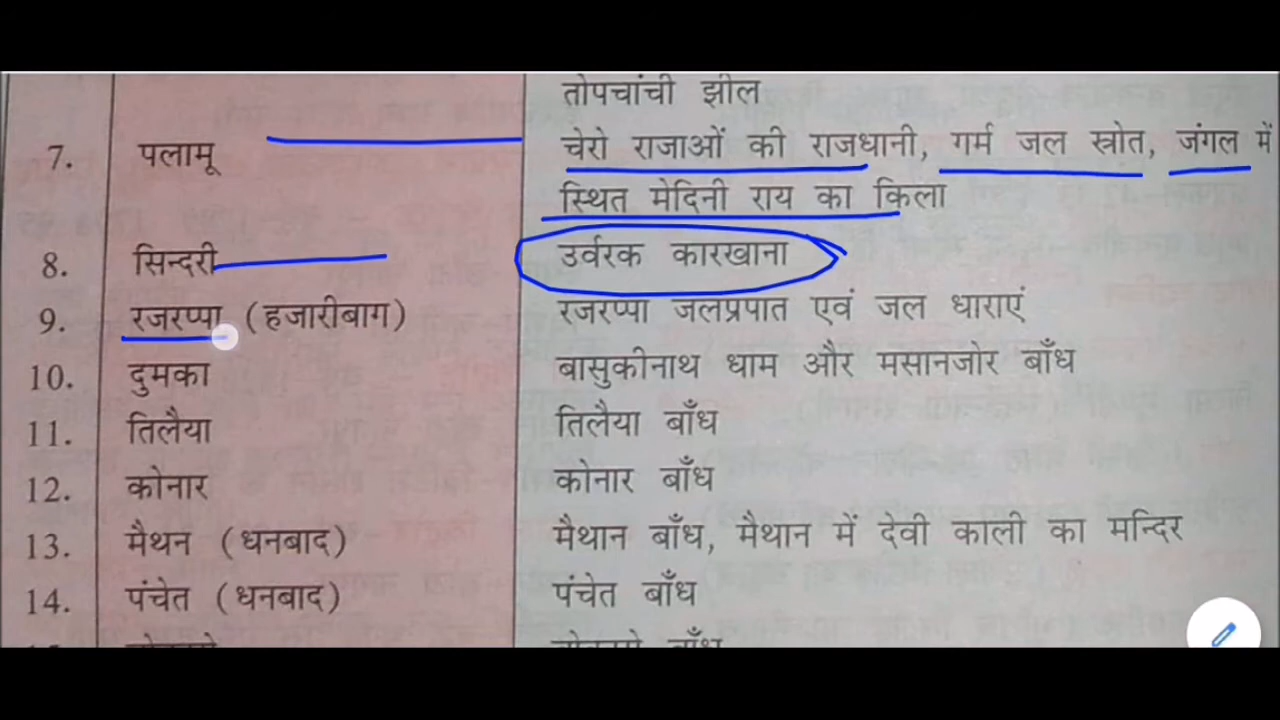 तोपचांची झील
7. पलामू चेरो राजाओं की राजधानी, गर्म जल स्त्रोत, जंगल में
स्थित मेदिनी राय का किला
8. सिन्दरी उर्वरक कारखाना
9. रजरप्पा (हजारीबाग) रजरप्पा जलप्रपात एवं जल धाराएं
10. दुमका बासुकीनाथ धाम और मसानजोर बाँध
11. तिलैया तिलैया बाँध
12. कोनार कोनार बाँध
13. मैथन (धनबाद) मैथान बाँध, मैथान में देवी काली का मन्दिर
14. पंचेत (धनबाद) पंचेत बाँध
बाँध